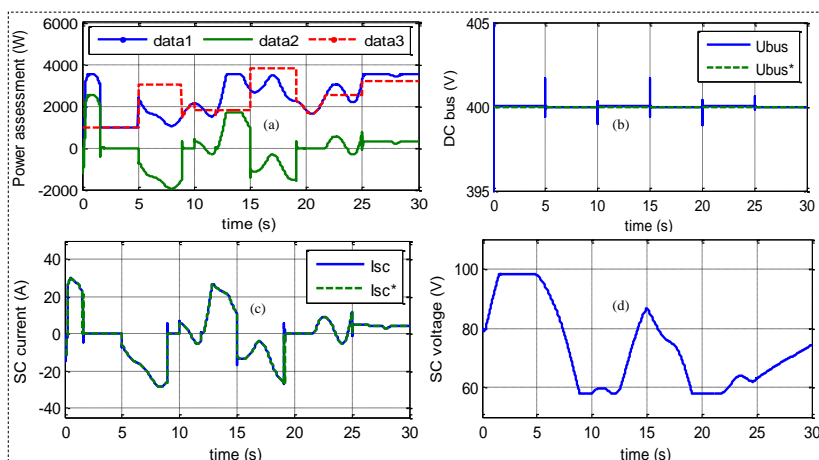 Power assessment (W)
6000
4000
2000
0
-2000
data1 data2 data3
(a)
0 5 10 15 20 25 30
time (s)
DC bus (V)
405
400
395
Ubus
Ubus*
(b)
0 5 10 15 20 25 30
time (s)
SC current (A)
40
20
0
-20
-40
Isc
Isc*
(c)
0 5 10 15 20 25 30
time (s)
SC voltage (V)
100
80
60
(d)
0 5 10 15 20 25 30
time (s)